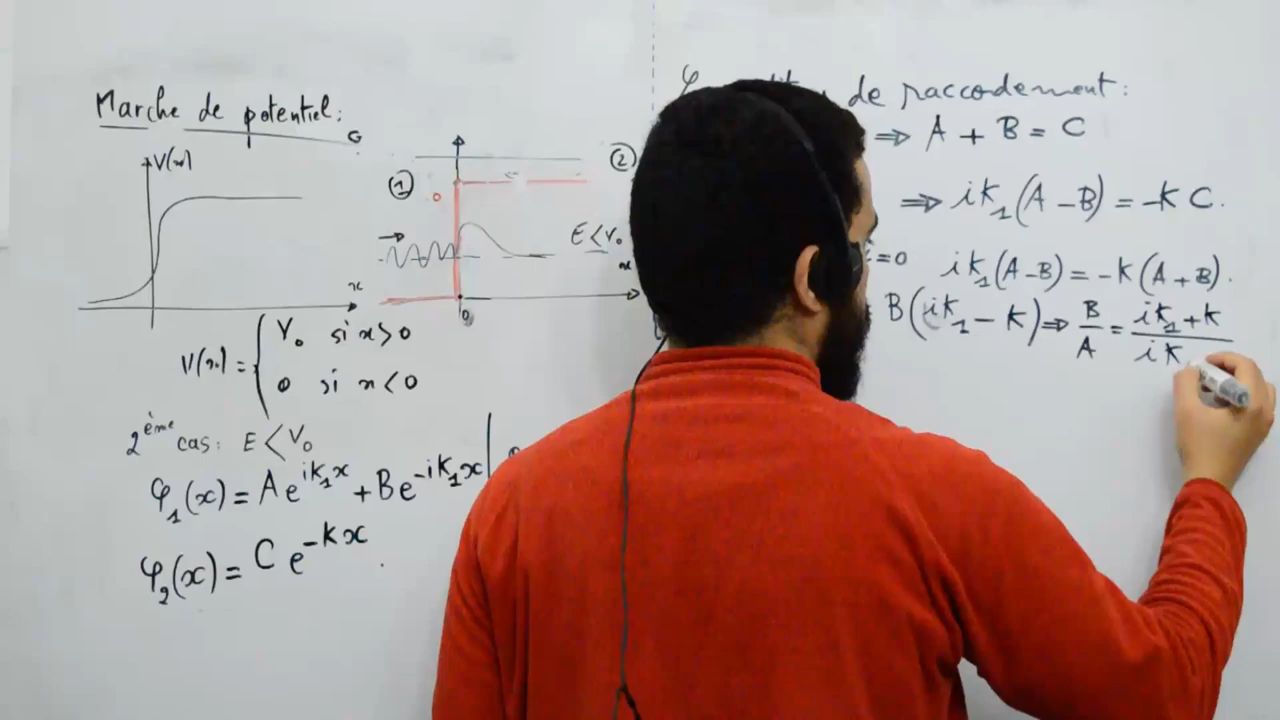 Marche de potentiel:
V(x)
x
V(x) = { V₀ si x > 0
0 si x < 0
2ème cas: E < V₀
φ₁(x) = A e^{ik₁x} + B e^{-ik₁x}
φ₂(x) = C e^{-kx}.
①
②
0
E < V₀
x
0
de raccordement:
⇒ A + B = C
⇒ ik₁(A - B) = -k C.
=0 ik₁(A - B) = -k(A + B).
B(ik₁ - k) ⇒ B/A = ik₁ + k / ik